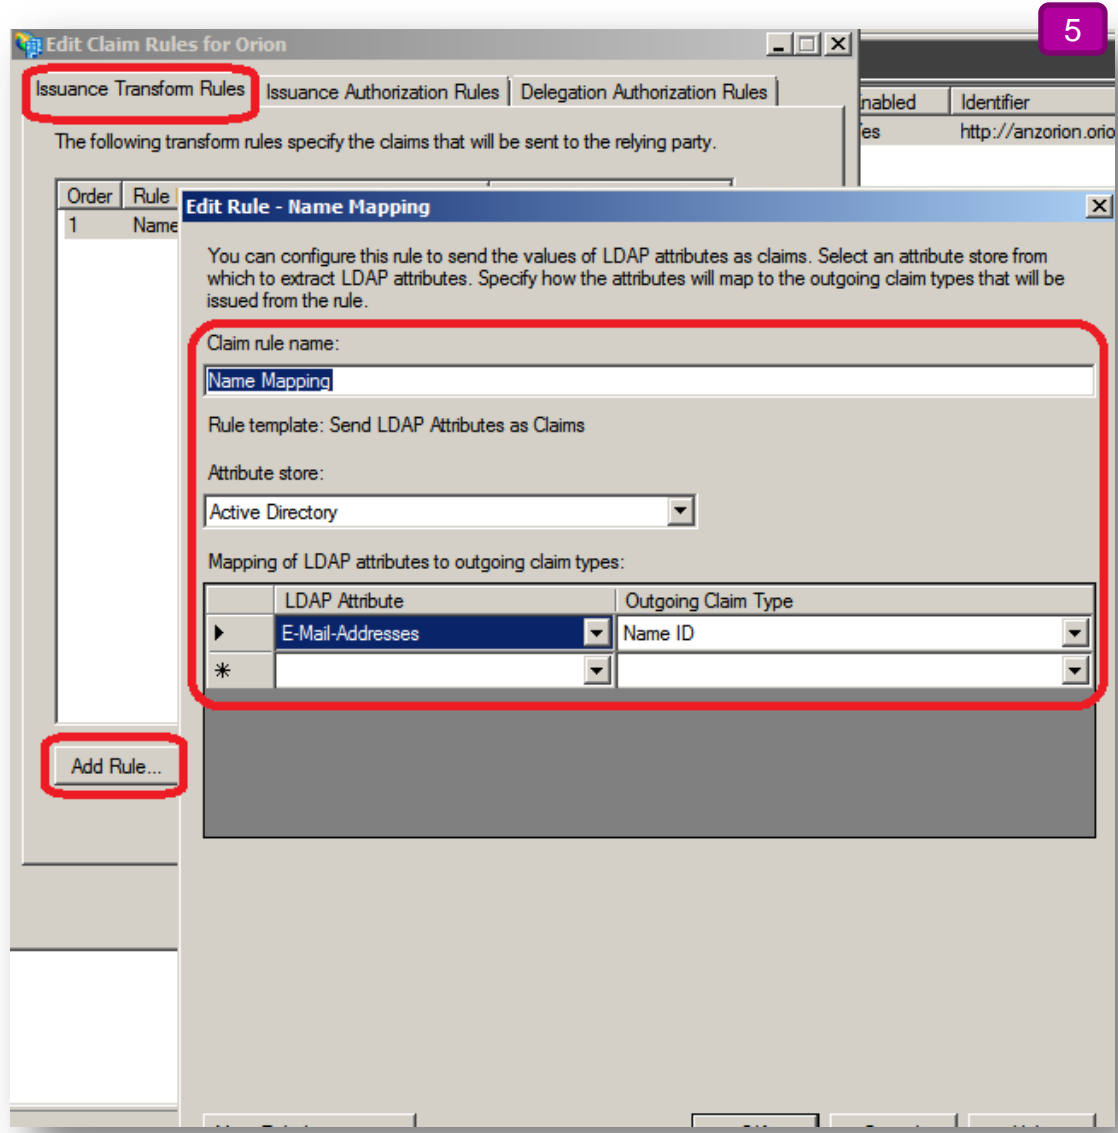 5
Edit Claim Rules for Orion
Issuance Transform Rules
Issuance Authorization Rules
Delegation Authorization Rules
Enabled
Identifier
Yes
http://anzorion.orio
The following transform rules specify the claims that will be sent to the relying party.
Order
Rule
1
Name
Edit Rule - Name Mapping
You can configure this rule to send the values of LDAP attributes as claims. Select an attribute store from
which to extract LDAP attributes. Specify how the attributes will map to the outgoing claim types that will be
issued from the rule.
Claim rule name:
Name Mapping
Rule template: Send LDAP Attributes as Claims
Attribute store:
Active Directory
Mapping of LDAP attributes to outgoing claim types:
LDAP Attribute
Outgoing Claim Type
E-Mail-Addresses
Name ID
Add Rule...